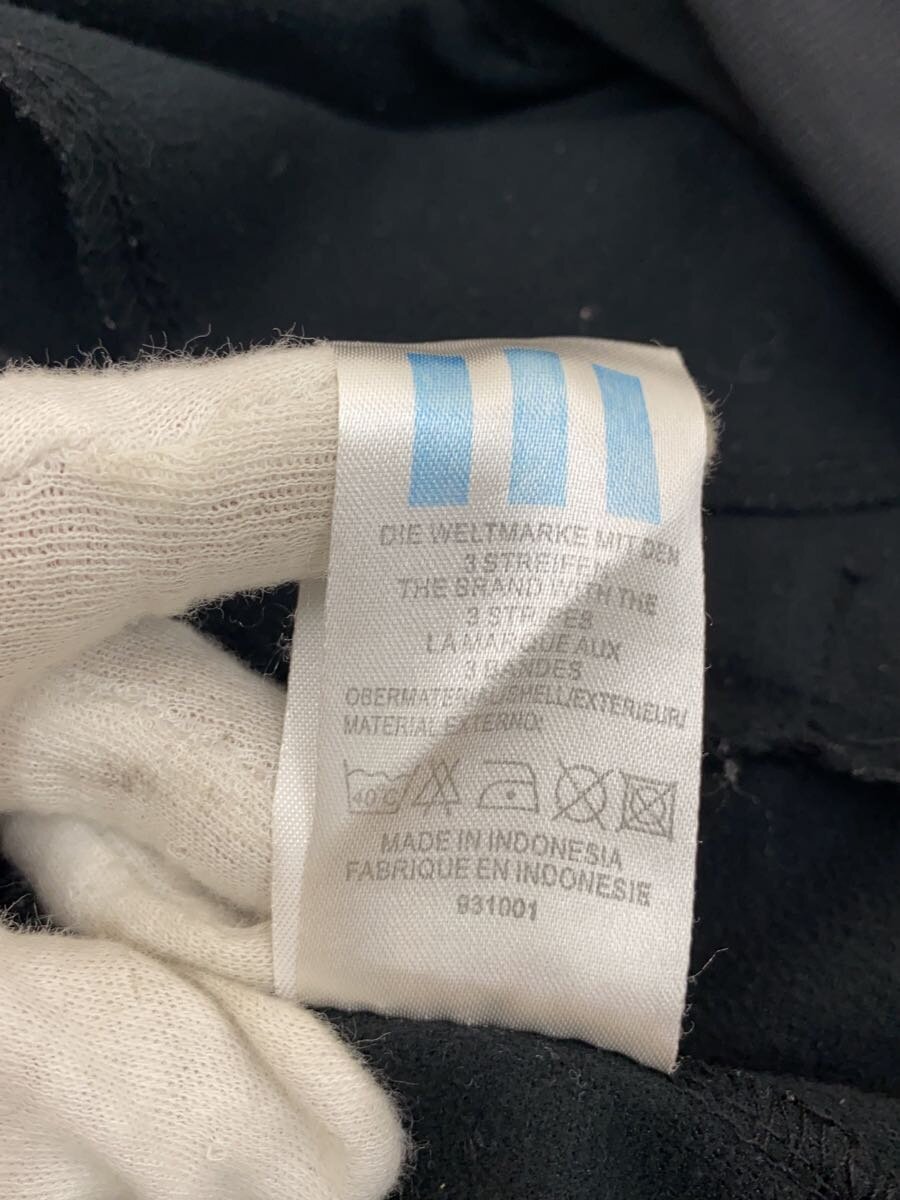 DIE WELTMARKE MIT DEN
3 STREIFE
THE BRAND WITH THE
3 STRIPES
LA MARQUE AUX
3 BANDES
OBERMATERIAL/SHELL/EXTERIEUR/
MATERIAL EXTERNO:
40°C
MADE IN INDONESIA
FABRIQUE EN INDONESIE
931001